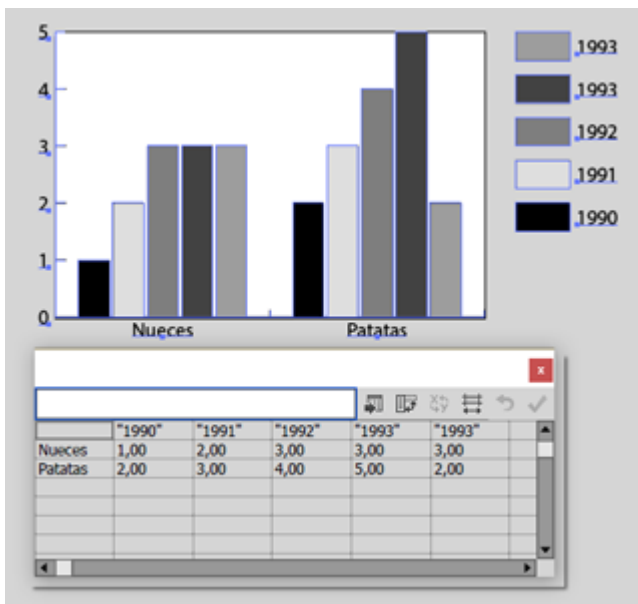 5
4
3
2
1
0
Nueces Patatas
1993
1993
1992
1991
1990
x
"1990" "1991" "1992" "1993" "1993"
Nueces 1,00 2,00 3,00 3,00 3,00
Patatas 2,00 3,00 4,00 5,00 2,00